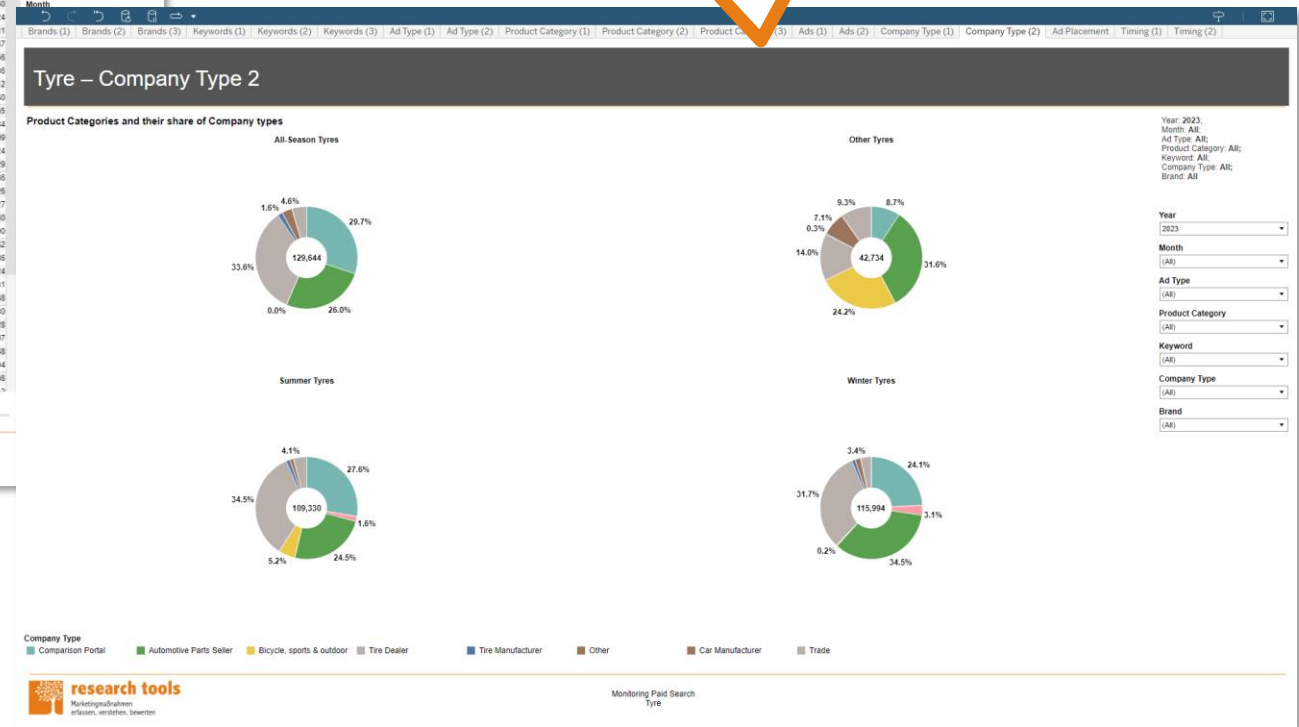 Month
Brands (1) Brands (2) Brands (3) Keywords (1) Keywords (2) Keywords (3) Ad Type (1) Ad Type (2) Product Category (1) Product Category (2) Product (3) Ads (1) Ads (2) Company Type (1) Company Type (2) Ad Placement Timing (1) Timing (2)
Tyre – Company Type 2
Product Categories and their share of Company types
All-Season Tyres
1.6% 4.6%
29.7%
129,644
33.6%
0.0% 26.0%
Other Tyres
9.3% 8.7%
7.1%
0.3%
14.0%
42,734
31.6%
24.2%
Summer Tyres
4.1%
27.6%
34.5%
109,330
1.6%
5.2% 24.5%
Winter Tyres
3.4%
24.1%
31.7%
115,994
3.1%
0.2%
34.5%
Year: 2023;
Month: All;
Ad Type: All;
Product Category: All;
Keyword: All;
Company Type: All;
Brand: All
Year
2023
Month
(All)
Ad Type
(All)
Product Category
(All)
Keyword
(All)
Company Type
(All)
Brand
(All)
Company Type
Comparison Portal Automotive Parts Seller Bicycle, sports & outdoor Tire Dealer Tire Manufacturer Other Car Manufacturer Trade
research tools
Marketingmaßnahmen
erfassen, verstehen, bewerten
Monitoring Paid Search
Tyre